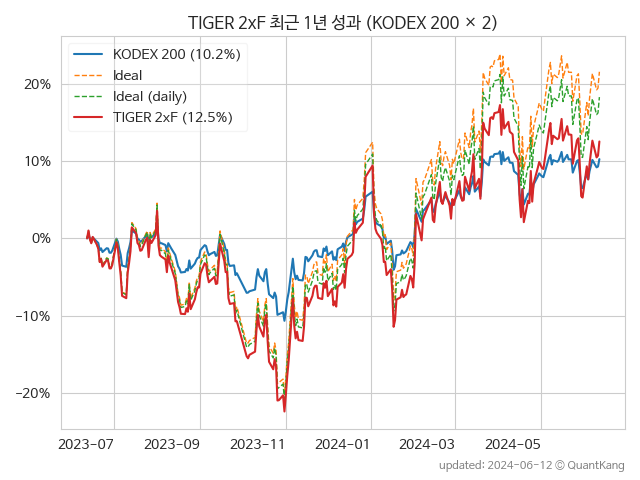 TIGER 2xF 최근 1년 성과 (KODEX 200 × 2)
KODEX 200 (10.2%)
Ideal
Ideal (daily)
TIGER 2xF (12.5%)
20%
10%
0%
−10%
−20%
2023-07
2023-09
2023-11
2024-01
2024-03
2024-05
updated: 2024-06-12 © QuantKang